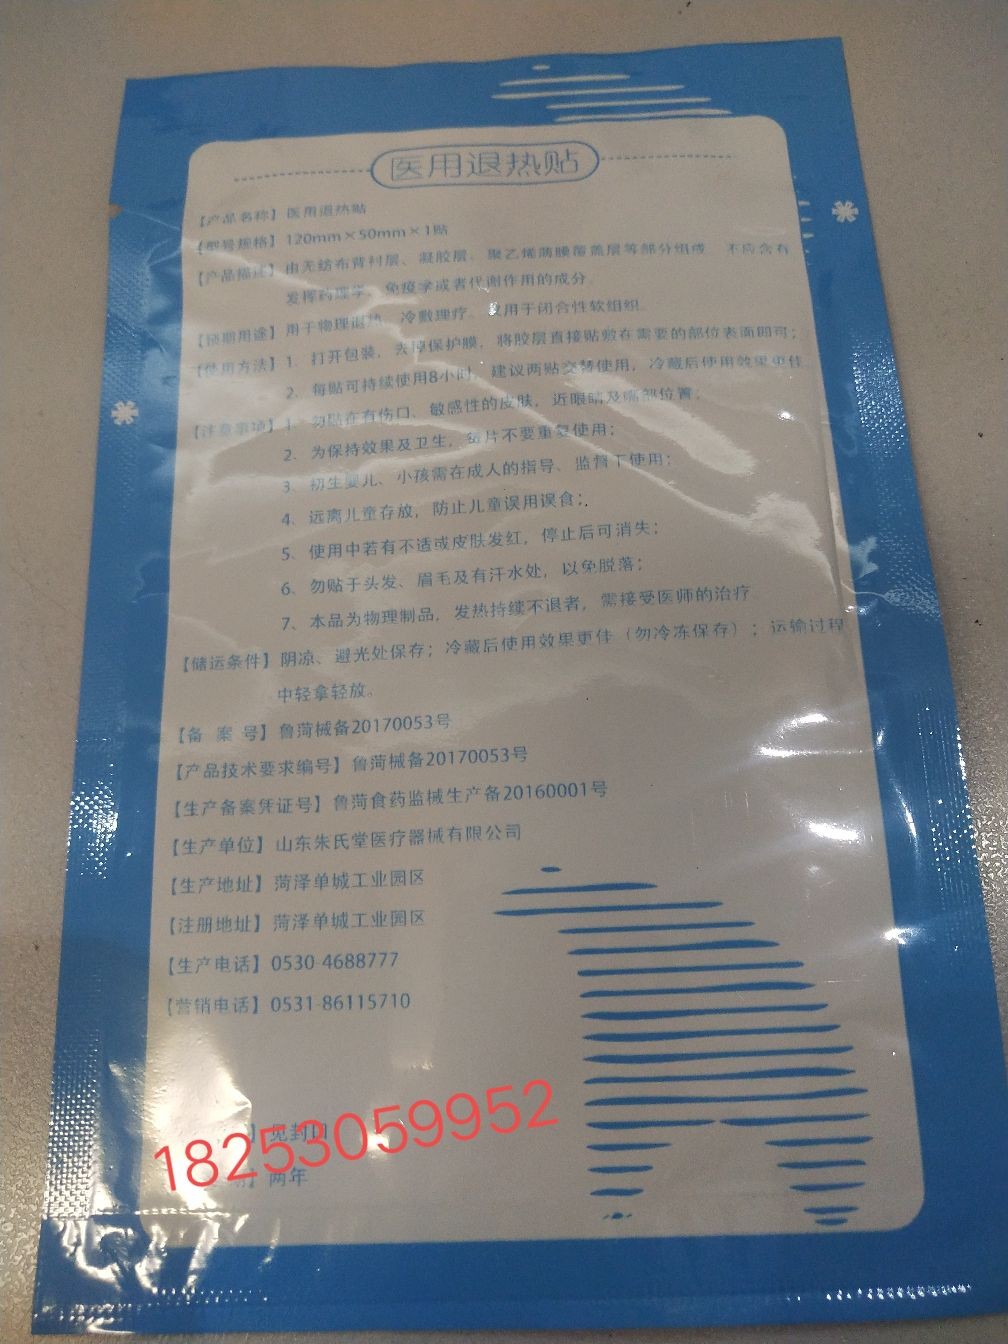 医用退热贴
【产品名称】医用退热贴
【型号规格】120mm×50mm×1贴
【产品描述】由无纺布背衬层、凝胶层、聚乙烯薄膜覆盖层等部分组成 不应含有
发挥药理学、免疫学或者代谢作用的成分。
【预期用途】用于物理退热、冷敷理疗。仅用于闭合性软组织。
【使用方法】1、打开包装，去掉保护膜，将胶层直接贴敷在需要的部位表面即可；
2、每贴可持续使用8小时，建议两贴交替使用，冷藏后使用效果更佳
【注意事项】1、勿贴在有伤口、敏感性的皮肤，近眼睛及嘴部位置；
2、为保持效果及卫生，每片不要重复使用；
3、初生婴儿、小孩需在成人的指导、监督下使用；
4、远离儿童存放，防止儿童误用误食；
5、使用中若有不适或皮肤发红，停止后可消失；
6、勿贴于头发、眉毛及有汗水处，以免脱落；
7、本品为物理制品，发热持续不退者，需接受医师的治疗
【储运条件】阴凉、避光处保存；冷藏后使用效果更佳（勿冷冻保存）；运输过程
中轻拿轻放。
【备 案 号】鲁菏械备20170053号
【产品技术要求编号】鲁菏械备20170053号
【生产备案凭证号】鲁菏食药监械生产备20160001号
【生产单位】山东朱氏堂医疗器械有限公司
【生产地址】菏泽单城工业园区
【注册地址】菏泽单城工业园区
【生产电话】0530-4688777
【营销电话】0531-86115710
】见封口
18253059952
期】两年